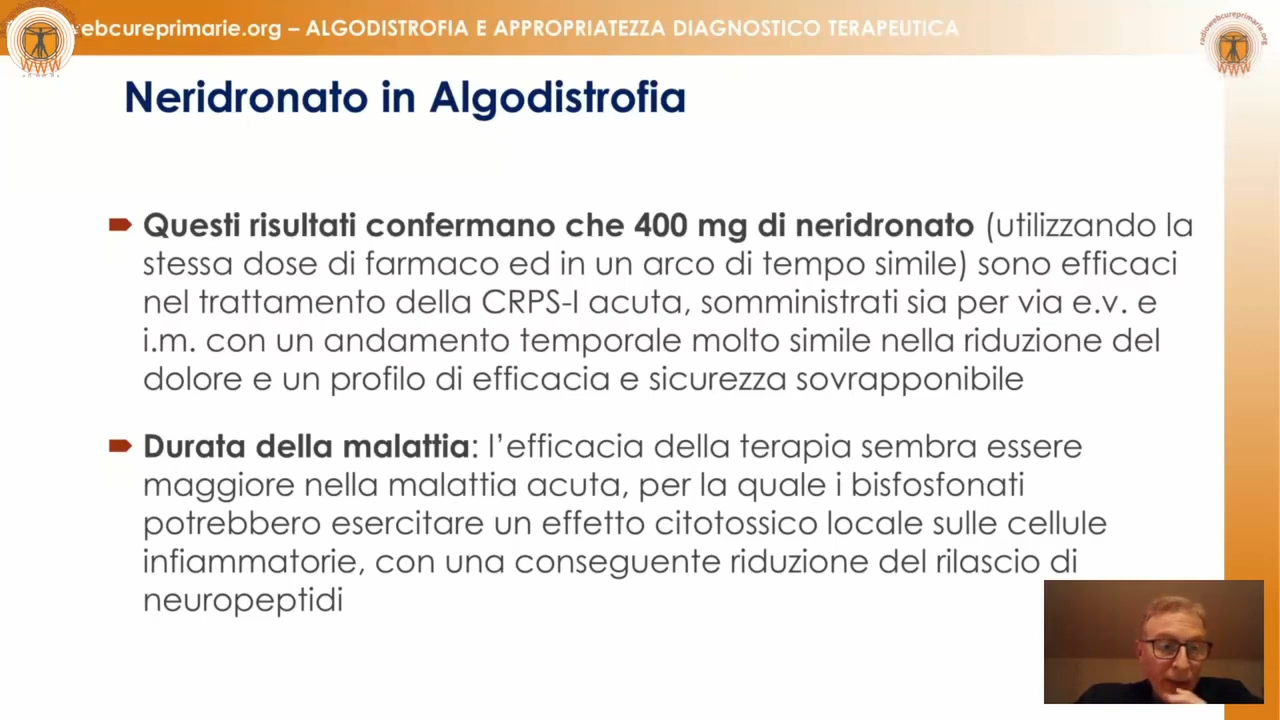 ebcureprimarie.org – ALGODISTROFIA E APPROPRIATEZZA DIAGNOSTICO TERAPEUTICA
WWW
radiowebcureprimarie.org
WWW
Neridronato in Algodistrofia
Questi risultati confermano che 400 mg di neridronato (utilizzando la
stessa dose di farmaco ed in un arco di tempo simile) sono efficaci
nel trattamento della CRPS-I acuta, somministrati sia per via e.v. e
i.m. con un andamento temporale molto simile nella riduzione del
dolore e un profilo di efficacia e sicurezza sovrapponibile
Durata della malattia: l’efficacia della terapia sembra essere
maggiore nella malattia acuta, per la quale i bisfosfonati
potrebbero esercitare un effetto citotossico locale sulle cellule
infiammatorie, con una conseguente riduzione del rilascio di
neuropeptidi